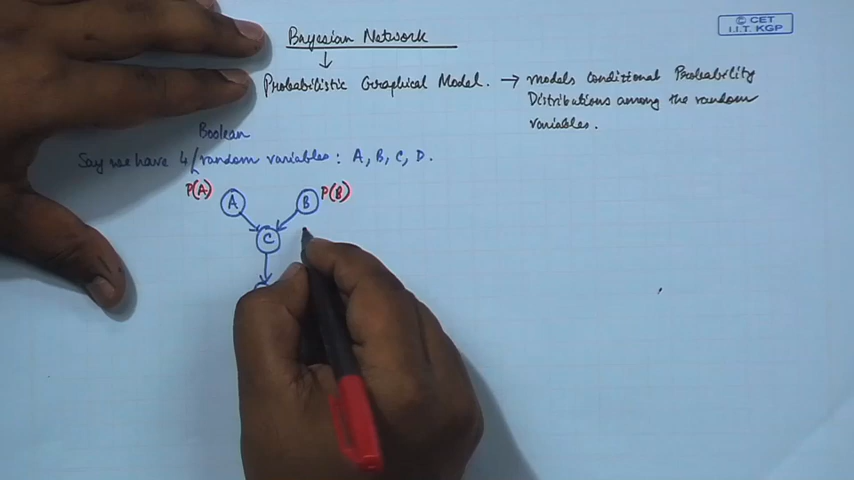 © CET
I.I.T. KGP
Bayesian Network
Probabilistic Graphical Model. → models Conditional Probability
Distributions among the random
variables.
Boolean
Say we have 4 random variables : A, B, C, D.
P(A) A B P(B)
C